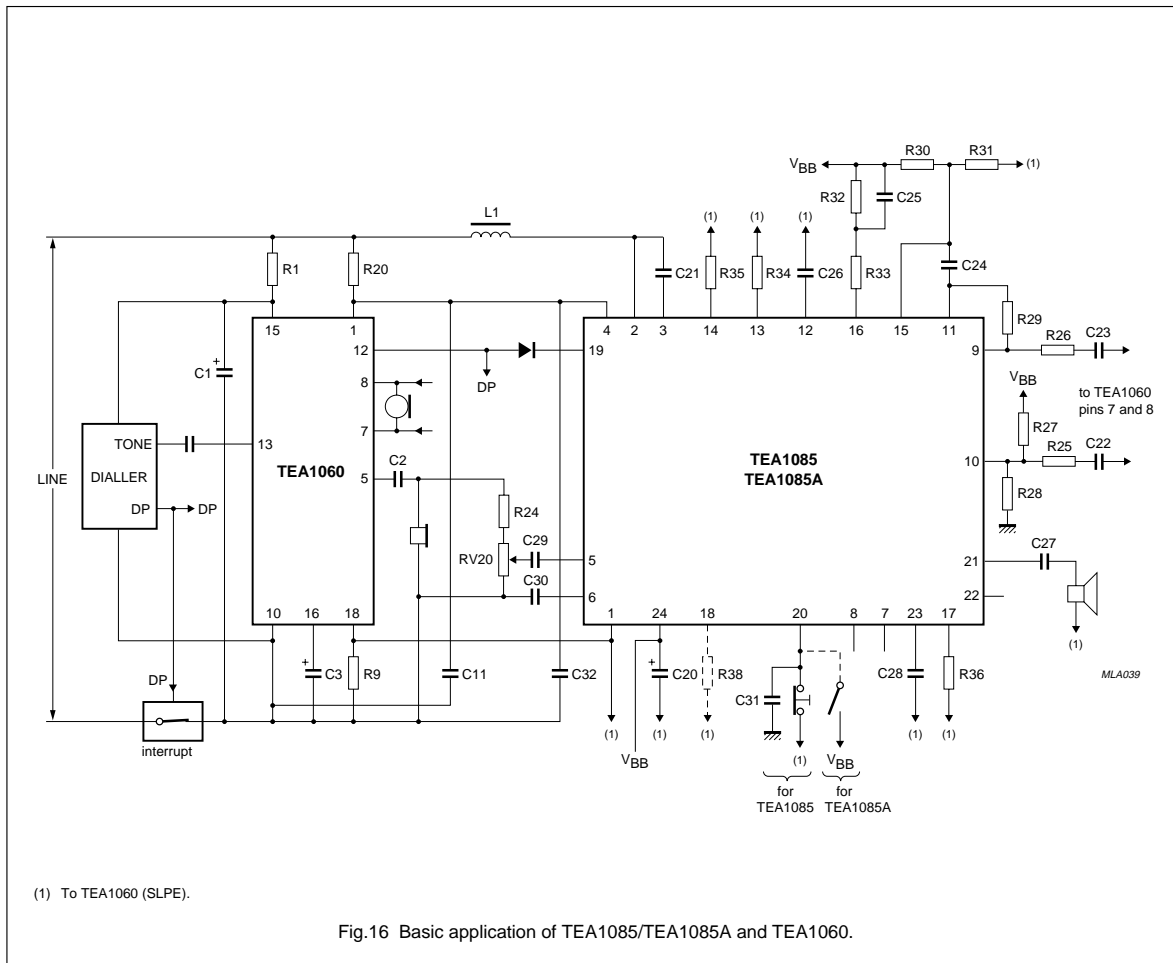 R30
R31
VBB
(1)
R32
C25
L1
(1)
(1)
(1)
R1
R20
C21
R35
R34
C26
R33
C24
15
1
4
2
3
14
13
12
16
15
11
R29
12
19
9
R26
C23
C1
+
8
DP
VBB
to TEA1060
pins 7 and 8
7
R27
TONE
13
TEA1060
C2
TEA1085
TEA1085A
10
R25
C22
LINE
DIALLER
5
R28
DP
DP
R24
C29
C27
RV20
5
21
C30
6
22
10
16
18
1
24
18
20
8
7
23
17
(1)
DP
+
C3
R9
C11
C32
+
C20
R38
C31
C28
R36
MLA039
interrupt
(1)
VBB
(1)
(1)
VBB
(1)
(1)
for
TEA1085
for
TEA1085A
(1) To TEA1060 (SLPE).
Fig.16 Basic application of TEA1085/TEA1085A and TEA1060.